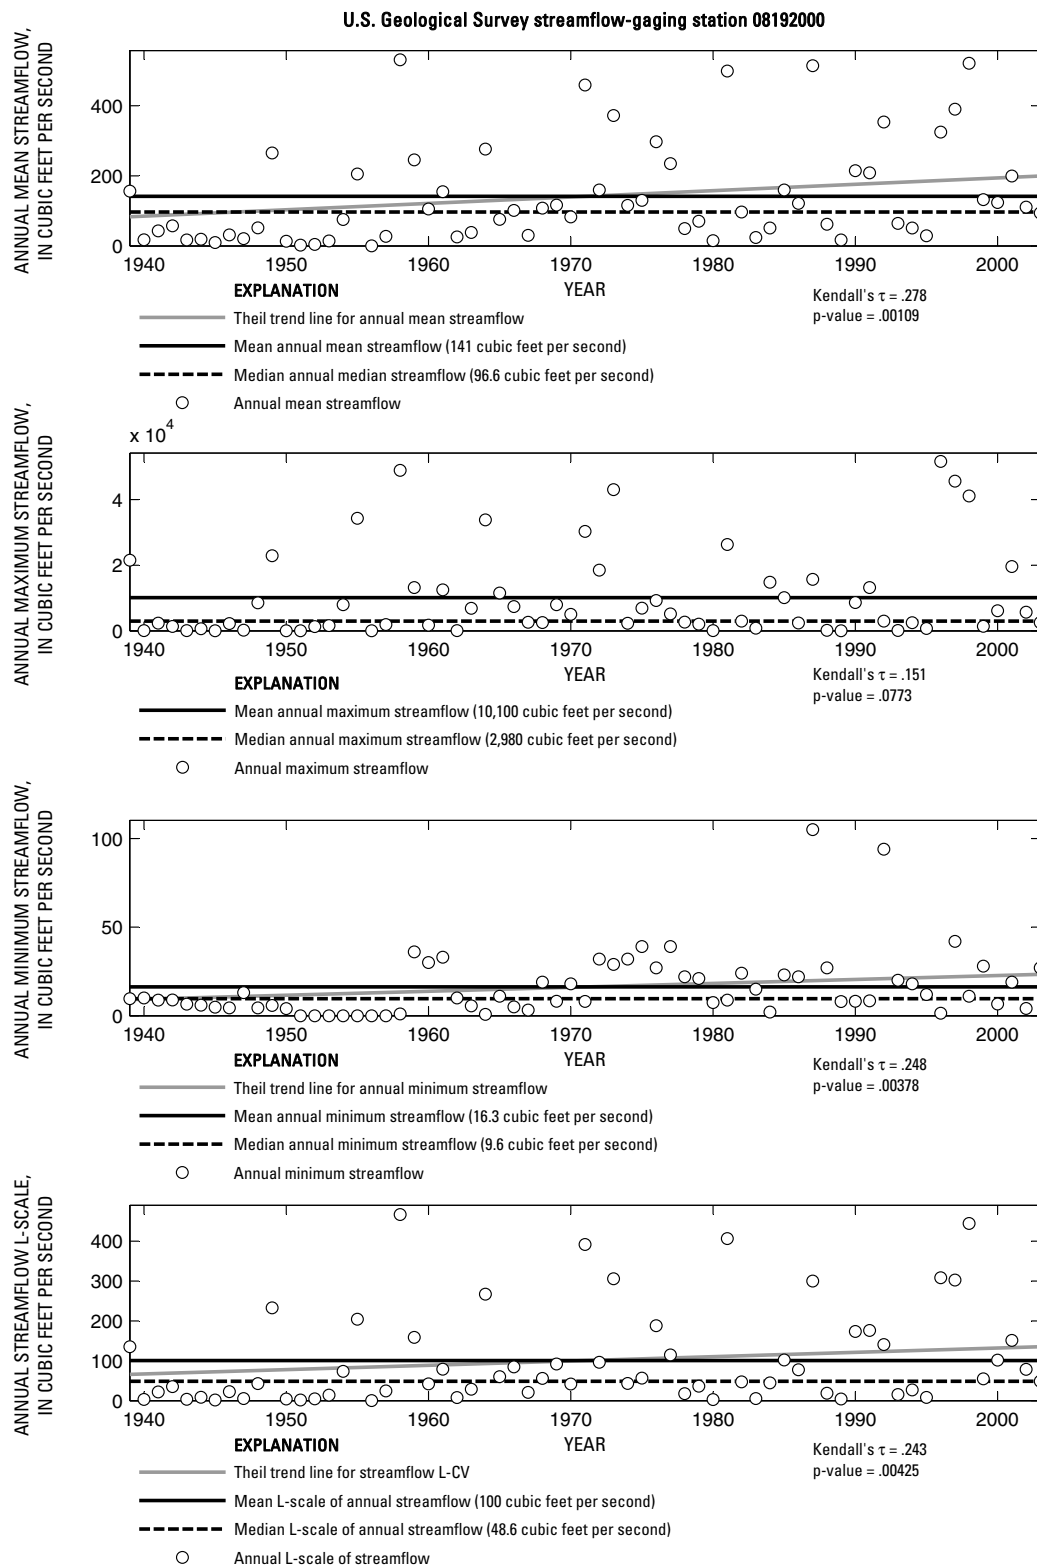 U.S. Geological Survey streamflow-gaging station 08192000
ANNUAL MEAN STREAMFLOW,
IN CUBIC FEET PER SECOND
400
200
0
1940 1950 1960 1970 1980 1990 2000
YEAR
Kendall's τ = .278
p-value = .00109
EXPLANATION
Theil trend line for annual mean streamflow
Mean annual mean streamflow (141 cubic feet per second)
Median annual median streamflow (96.6 cubic feet per second)
Annual mean streamflow
ANNUAL MAXIMUM STREAMFLOW,
IN CUBIC FEET PER SECOND
x 10^4
4
2
0
1940 1950 1960 1970 1980 1990 2000
YEAR
Kendall's τ = .151
p-value = .0773
EXPLANATION
Mean annual maximum streamflow (10,100 cubic feet per second)
Median annual maximum streamflow (2,980 cubic feet per second)
Annual maximum streamflow
ANNUAL MINIMUM STREAMFLOW,
IN CUBIC FEET PER SECOND
100
50
0
1940 1950 1960 1970 1980 1990 2000
YEAR
Kendall's τ = .248
p-value = .00378
EXPLANATION
Theil trend line for annual minimum streamflow
Mean annual minimum streamflow (16.3 cubic feet per second)
Median annual minimum streamflow (9.6 cubic feet per second)
Annual minimum streamflow
ANNUAL STREAMFLOW L-SCALE,
IN CUBIC FEET PER SECOND
400
300
200
100
0
1940 1950 1960 1970 1980 1990 2000
YEAR
Kendall's τ = .243
p-value = .00425
EXPLANATION
Theil trend line for streamflow L-CV
Mean L-scale of annual streamflow (100 cubic feet per second)
Median L-scale of annual streamflow (48.6 cubic feet per second)
Annual L-scale of streamflow